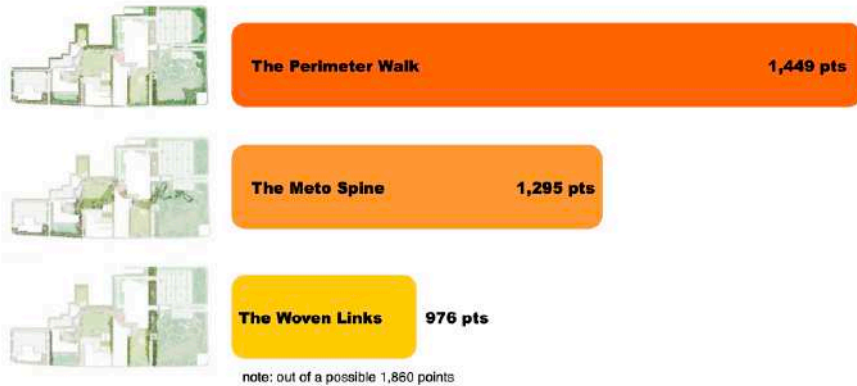 The Perimeter Walk 1,449 pts
The Meto Spine 1,295 pts
The Woven Links 976 pts
note: out of a possible 1,860 points